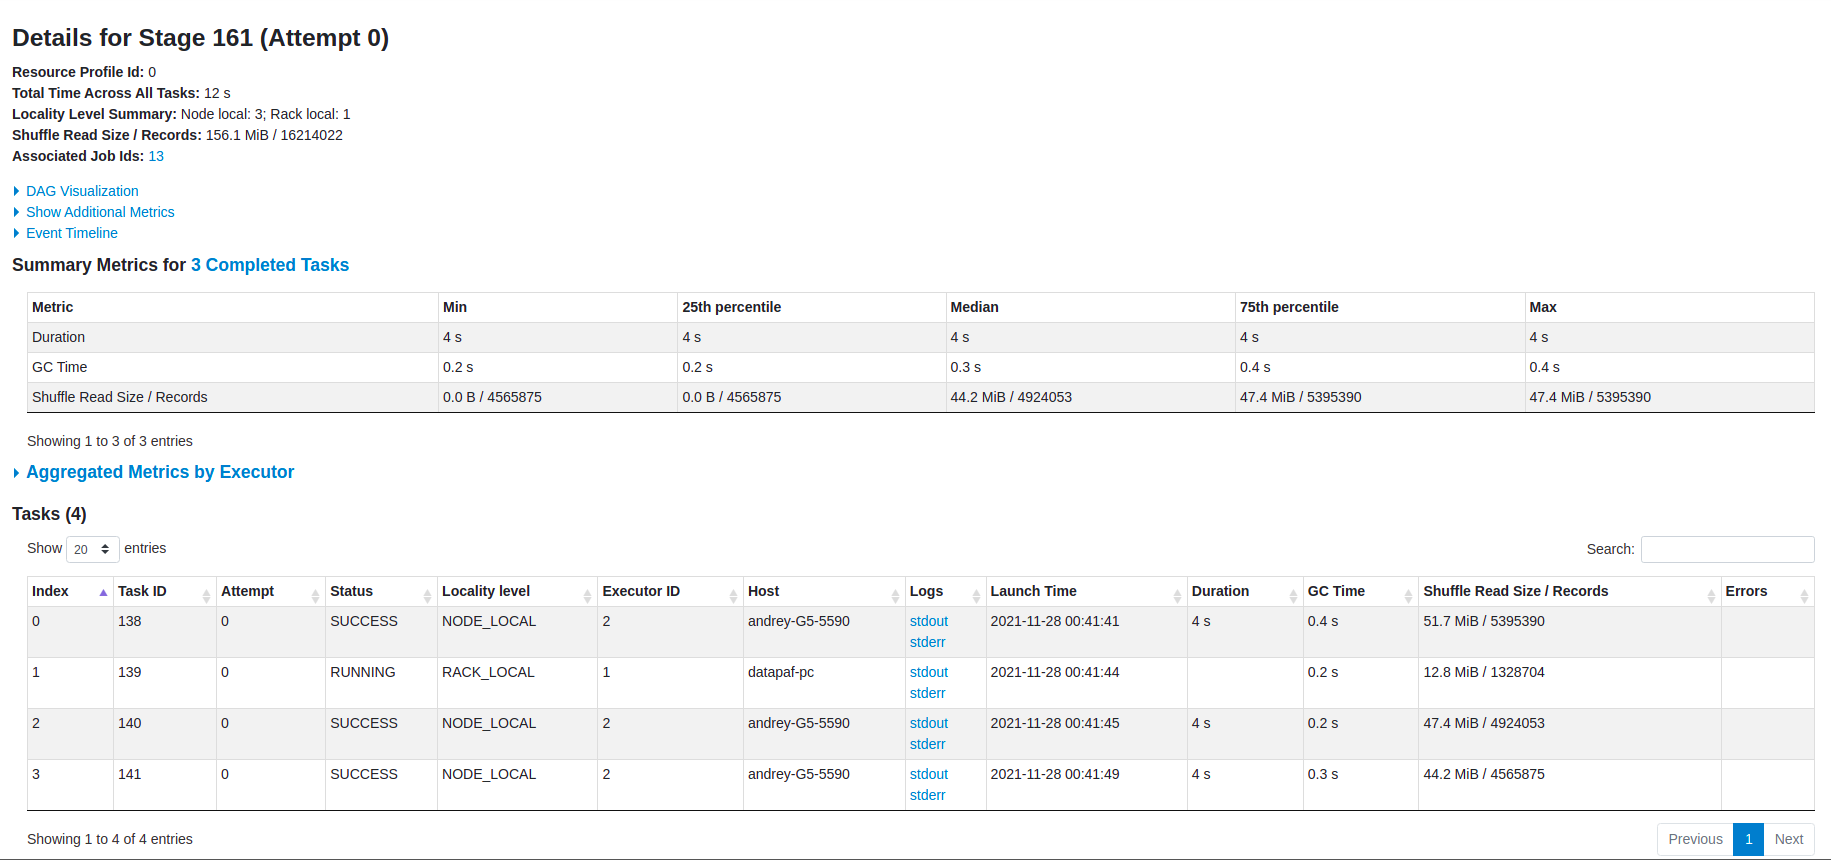 Details for Stage 161 (Attempt 0)
Resource Profile Id: 0
Total Time Across All Tasks: 12 s
Locality Level Summary: Node local: 3; Rack local: 1
Shuffle Read Size / Records: 156.1 MiB / 16214022
Associated Job Ids: 13
DAG Visualization
Show Additional Metrics
Event Timeline
Summary Metrics for 3 Completed Tasks
Metric Min 25th percentile Median 75th percentile Max
Duration 4 s 4 s 4 s 4 s 4 s
GC Time 0.2 s 0.2 s 0.3 s 0.4 s 0.4 s
Shuffle Read Size / Records 0.0 B / 4565875 0.0 B / 4565875 44.2 MiB / 4924053 47.4 MiB / 5395390 47.4 MiB / 5395390
Showing 1 to 3 of 3 entries
Aggregated Metrics by Executor
Tasks (4)
Show 20 entries Search:
Index Task ID Attempt Status Locality level Executor ID Host Logs Launch Time Duration GC Time Shuffle Read Size / Records Errors
0 138 0 SUCCESS NODE_LOCAL 2 andrey-G5-5590 stdout 2021-11-28 00:41:41 4 s 0.4 s 51.7 MiB / 5395390
stderr
1 139 0 RUNNING RACK_LOCAL 1 datapaf-pc stdout 2021-11-28 00:41:44 0.2 s 12.8 MiB / 1328704
stderr
2 140 0 SUCCESS NODE_LOCAL 2 andrey-G5-5590 stdout 2021-11-28 00:41:45 4 s 0.2 s 47.4 MiB / 4924053
stderr
3 141 0 SUCCESS NODE_LOCAL 2 andrey-G5-5590 stdout 2021-11-28 00:41:49 4 s 0.3 s 44.2 MiB / 4565875
stderr
Showing 1 to 4 of 4 entries Previous 1 Next